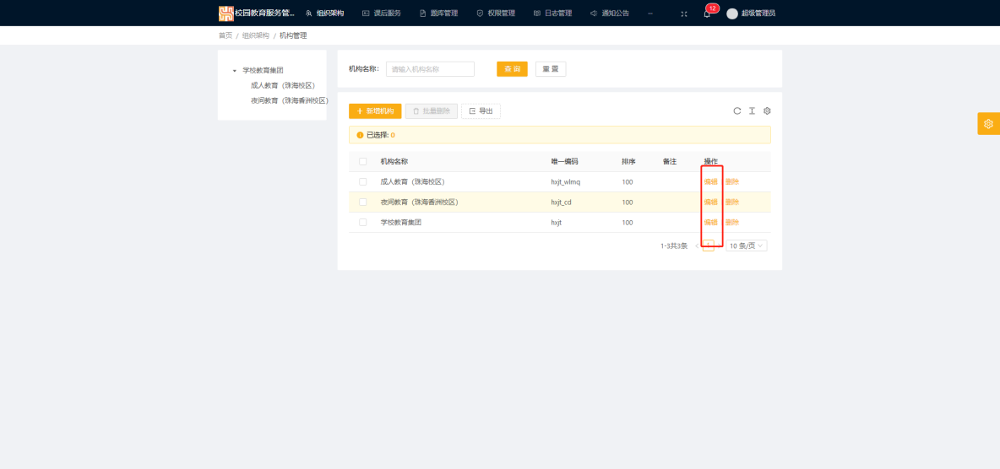 校园教育服务管... 组织架构 课后服务 题库管理 权限管理 日志管理 通知公告 ... 12 超级管理员
首页 / 组织架构 / 机构管理
学校教育集团
成人教育（珠海校区）
夜间教育（珠海香洲校区）
机构名称： 请输入机构名称 查 询 重 置
新增机构 批量删除 导出
已选择: 0
机构名称 唯一编码 排序 备注 操作
成人教育（珠海校区） hxjt_wlmq 100 编辑 删除
夜间教育（珠海香洲校区） hxjt_cd 100 编辑 删除
学校教育集团 hxjt 100 编辑 删除
1-3共3条 < 1 > 10 条/页